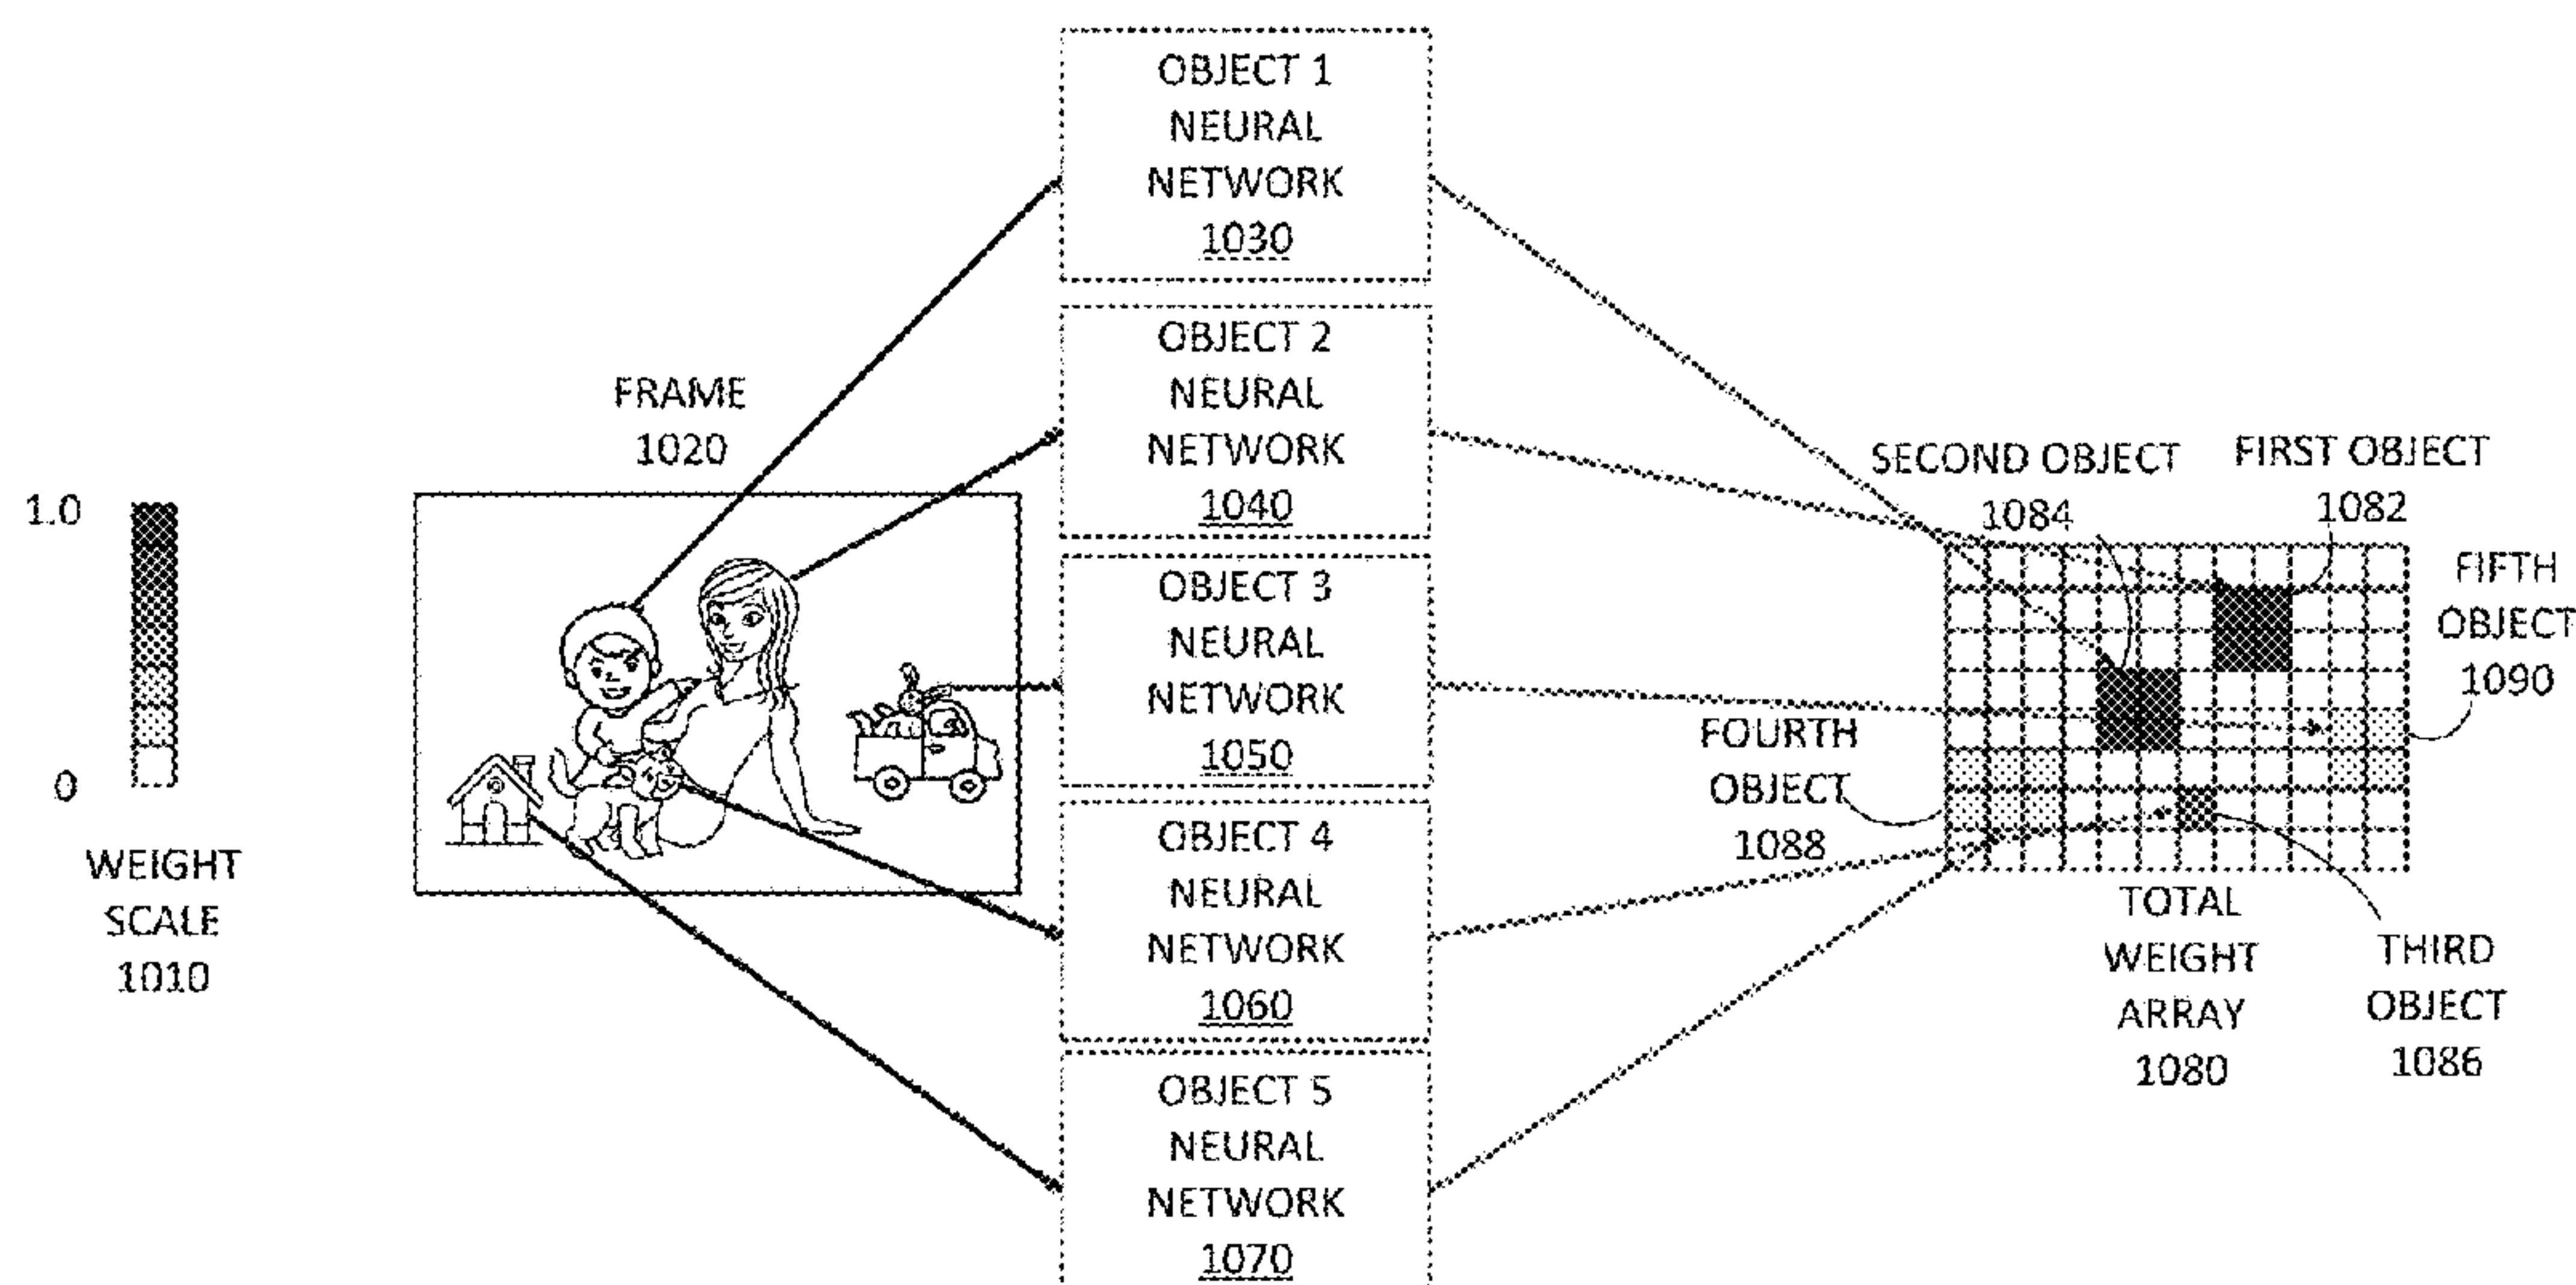 1.0
0
WEIGHT
SCALE
1010
FRAME
1020
OBJECT 1
NEURAL
NETWORK
1030
OBJECT 2
NEURAL
NETWORK
1040
OBJECT 3
NEURAL
NETWORK
1050
OBJECT 4
NEURAL
NETWORK
1060
OBJECT 5
NEURAL
NETWORK
1070
SECOND OBJECT
1084
FIRST OBJECT
1082
FIFTH
OBJECT
1090
FOURTH
OBJECT
1088
TOTAL
WEIGHT
ARRAY
1080
THIRD
OBJECT
1086